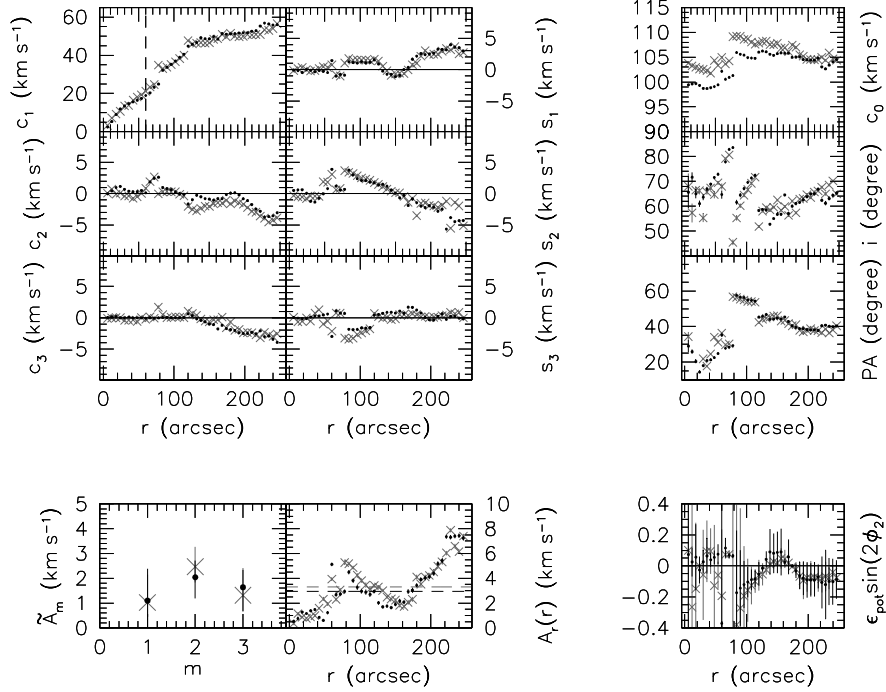 60
40
20
0
c₁ (km s⁻¹)
5
0
−5
s₁ (km s⁻¹)
115
110
105
100
95
90
c₀ (km s⁻¹)
5
0
−5
c₂ (km s⁻¹)
5
0
−5
s₂ (km s⁻¹)
90
80
70
60
50
i (degree)
5
0
−5
c₃ (km s⁻¹)
5
0
−5
s₃ (km s⁻¹)
60
40
20
PA (degree)
0 100 200
r (arcsec)
0 100 200
r (arcsec)
0 100 200
r (arcsec)
5
4
3
2
1
0
Ãₘ (km s⁻¹)
1 2 3
m
10
8
6
4
2
0
Aᵣ(r) (km s⁻¹)
0 100 200
r (arcsec)
0.4
0.2
0
−0.2
−0.4
ϵpotsin(2ϕ₂)
0 100 200
r (arcsec)